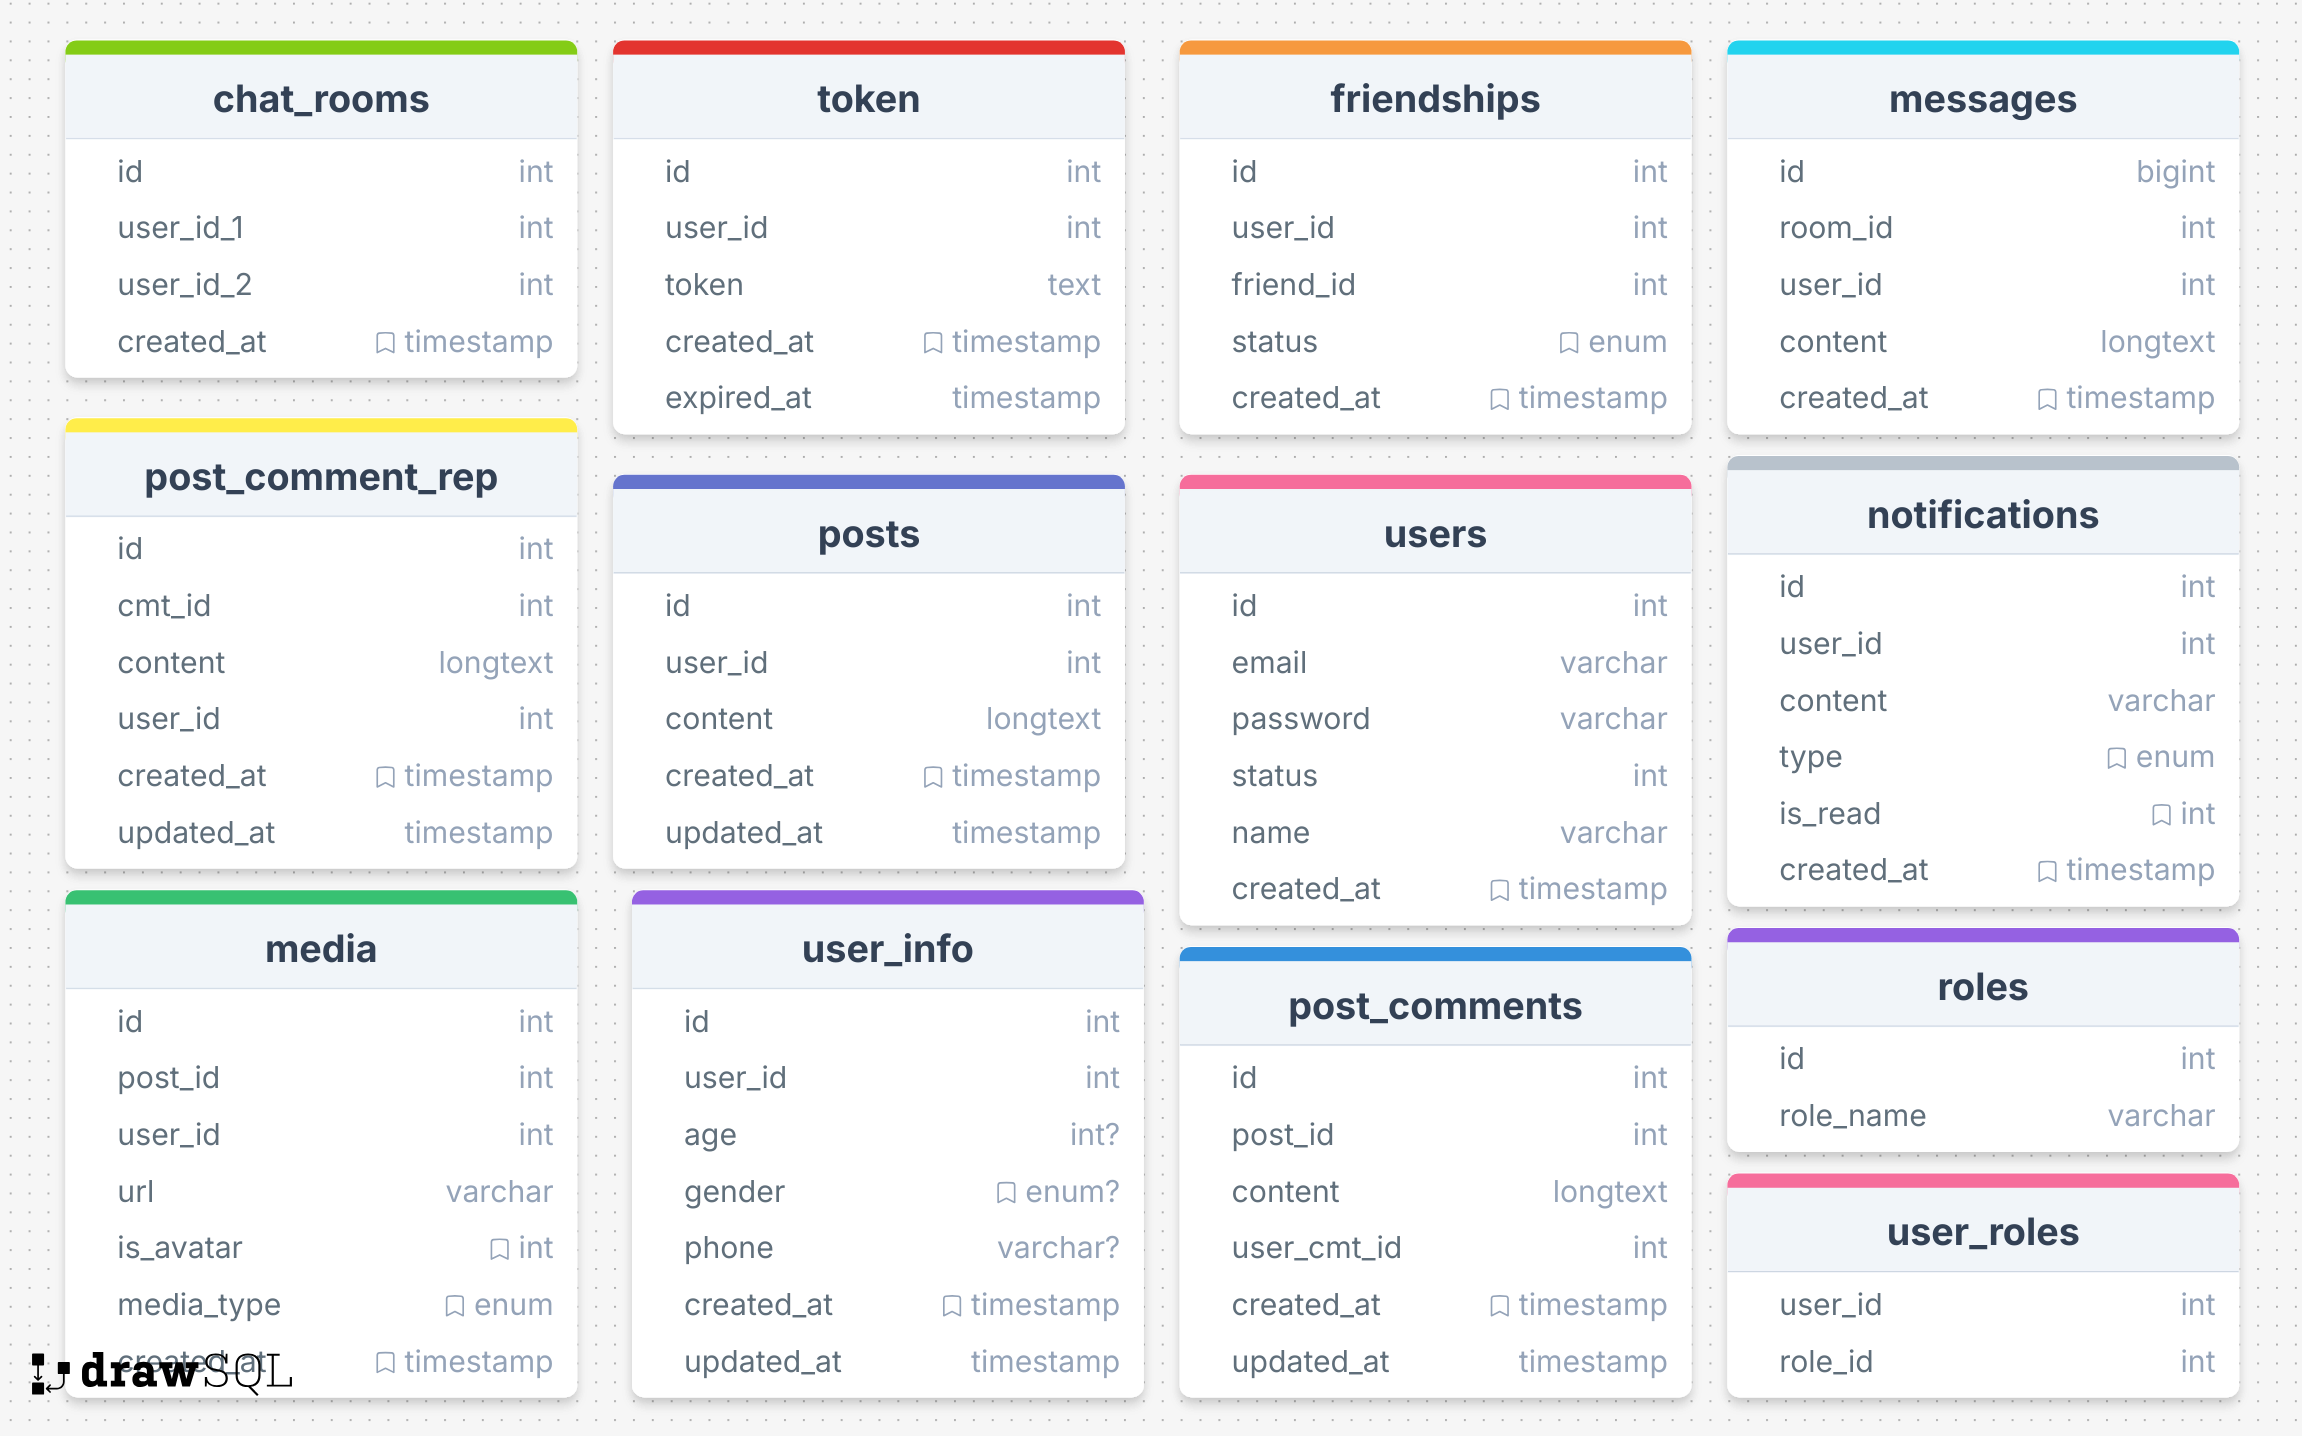 chat_rooms
id int
user_id_1 int
user_id_2 int
created_at timestamp
token
id int
user_id int
token text
created_at timestamp
expired_at timestamp
friendships
id int
user_id int
friend_id int
status enum
created_at timestamp
messages
id bigint
room_id int
user_id int
content longtext
created_at timestamp
post_comment_rep
id int
cmt_id int
content longtext
user_id int
created_at timestamp
updated_at timestamp
posts
id int
user_id int
content longtext
created_at timestamp
updated_at timestamp
users
id int
email varchar
password varchar
status int
name varchar
created_at timestamp
notifications
id int
user_id int
content varchar
type enum
is_read int
created_at timestamp
media
id int
post_id int
user_id int
url varchar
is_avatar int
media_type enum
created_at timestamp
user_info
id int
user_id int
age int?
gender enum?
phone varchar?
created_at timestamp
updated_at timestamp
post_comments
id int
post_id int
content longtext
user_cmt_id int
created_at timestamp
updated_at timestamp
roles
id int
role_name varchar
user_roles
user_id int
role_id int
drawSQL